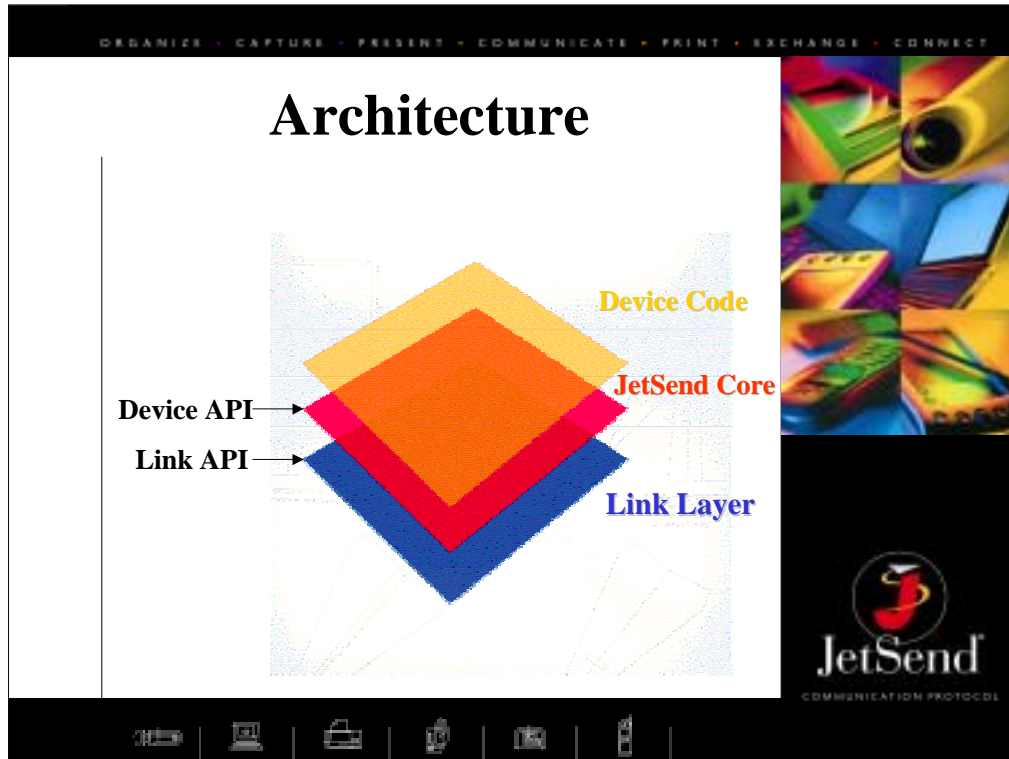 ORGANIZE • CAPTURE • PRESENT • COMMUNICATE • PRINT • EXCHANGE • CONNECT
Architecture
Device Code
JetSend Core
Device API
Link API
Link Layer
JetSend
COMMUNICATION PROTOCOL